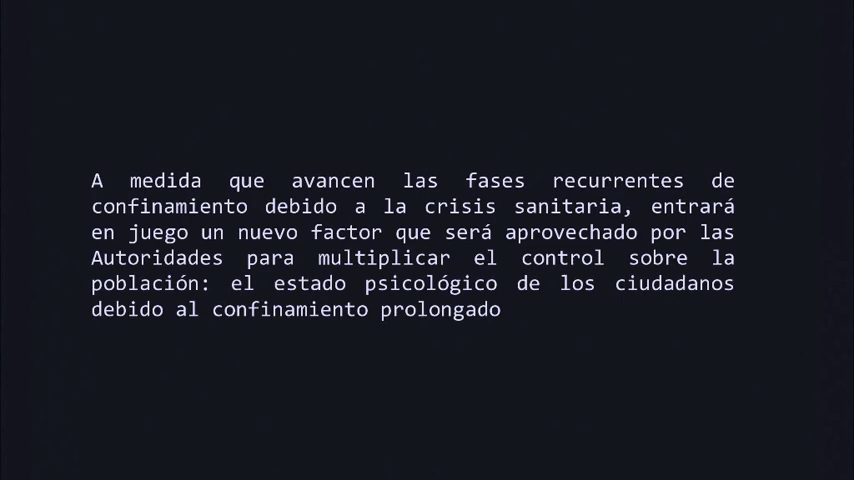 A medida que avancen las fases recurrentes de
confinamiento debido a la crisis sanitaria, entrará
en juego un nuevo factor que será aprovechado por las
Autoridades para multiplicar el control sobre la
población: el estado psicológico de los ciudadanos
debido al confinamiento prolongado